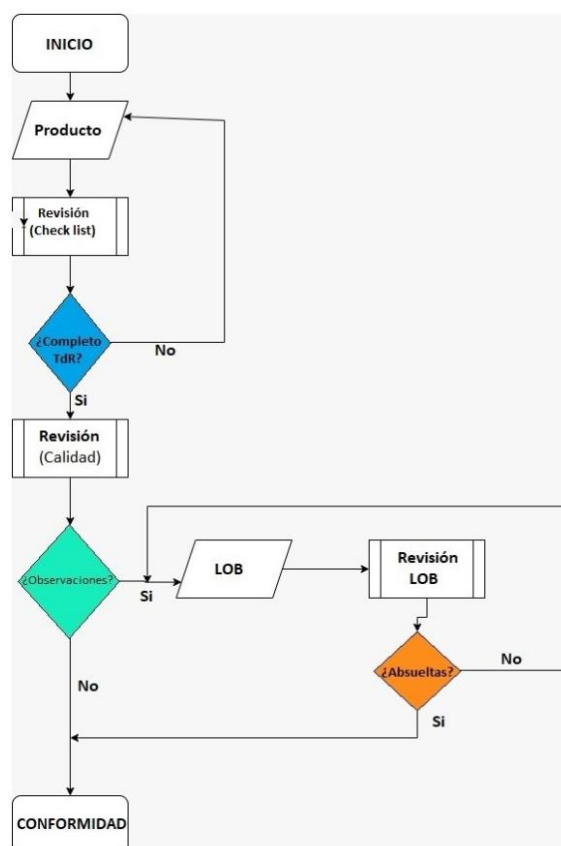 INICIO
Producto
Revisión
(Check list)
¿Completo
TdR?
No
Si
Revisión
(Calidad)
¿Observaciones?
Si
LOB
Revisión
LOB
¿Absueltas?
No
Si
No
CONFORMIDAD